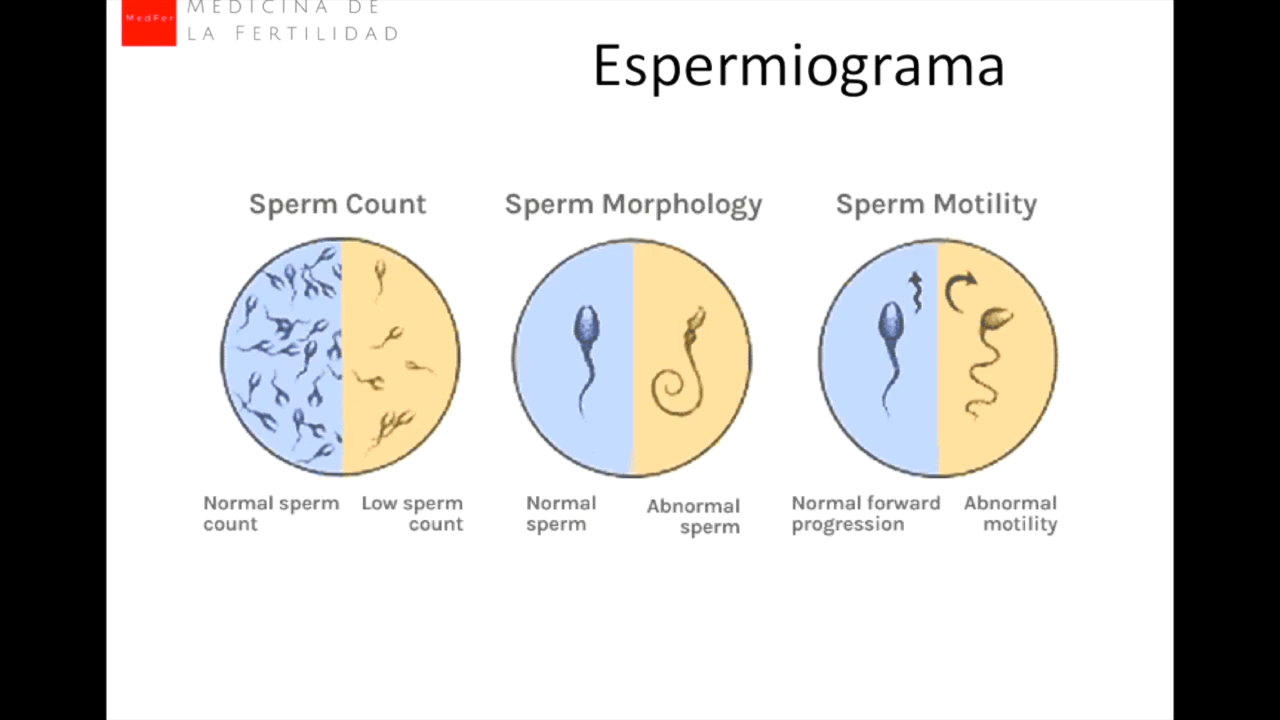 MedFer
MEDICINA DE
LA FERTILIDAD
Espermiograma
Sperm Count
Sperm Morphology
Sperm Motility
Normal sperm
count
Low sperm
count
Normal
sperm
Abnormal
sperm
Normal forward
progression
Abnormal
motility